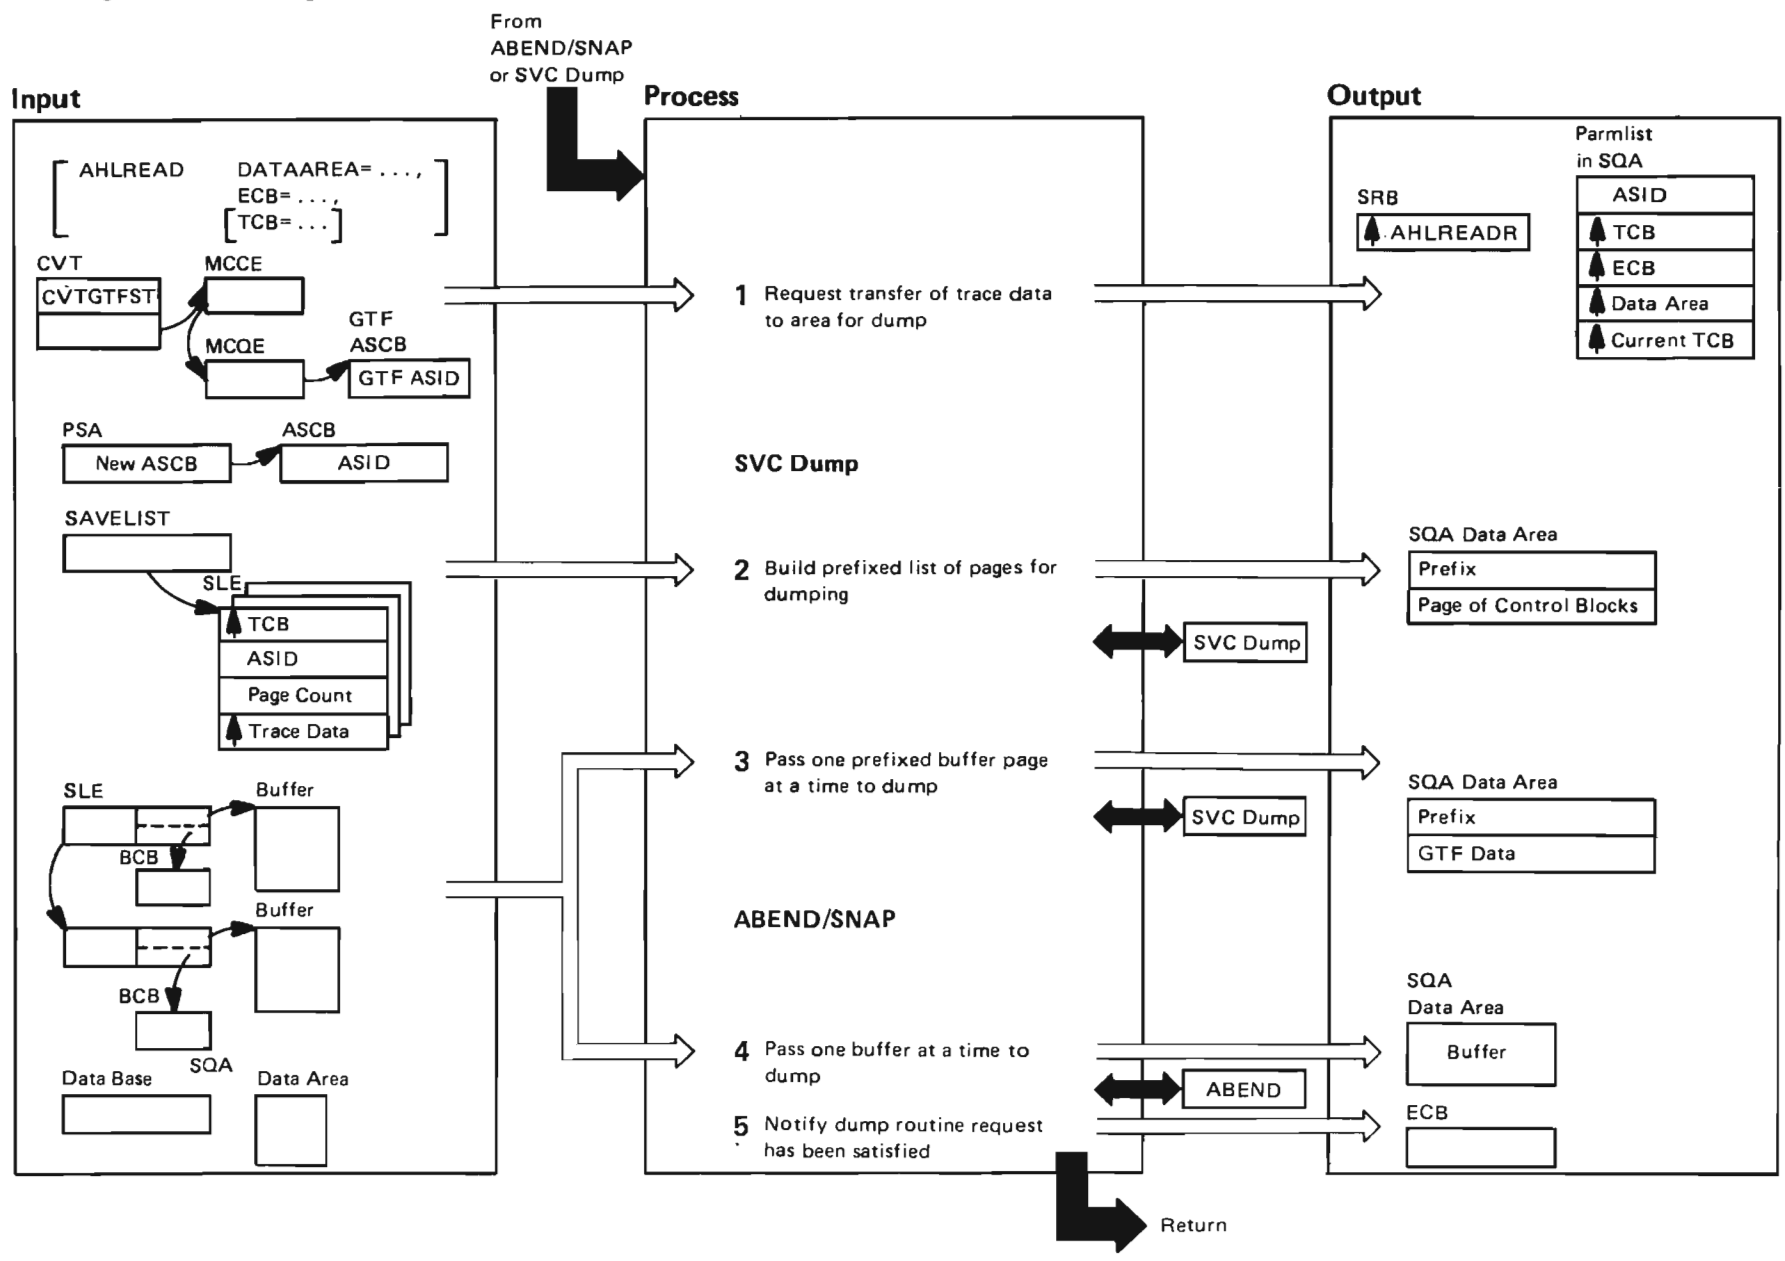 From
ABEND/SNAP
or SVC Dump
Input
AHLREAD DATAAREA= . . . ,
ECB= . . . ,
[TCB= . . .]
CVT
CVTGTFST
MCCE
MCQE
GTF
ASCB
GTF ASID
PSA
New ASCB
ASCB
ASID
SAVELIST
SLE
TCB
ASID
Page Count
Trace Data
SLE
Buffer
BCB
Buffer
BCB
SQA
Data Base
Data Area
Process
1 Request transfer of trace data
to area for dump
SVC Dump
2 Build prefixed list of pages for
dumping
SVC Dump
3 Pass one prefixed buffer page
at a time to dump
SVC Dump
ABEND/SNAP
4 Pass one buffer at a time to
dump
ABEND
5 Notify dump routine request
has been satisfied
Return
Output
SRB
AHLREADR
Parmlist
in SQA
ASID
TCB
ECB
Data Area
Current TCB
SQA Data Area
Prefix
Page of Control Blocks
SQA Data Area
Prefix
GTF Data
SQA
Data Area
Buffer
ECB